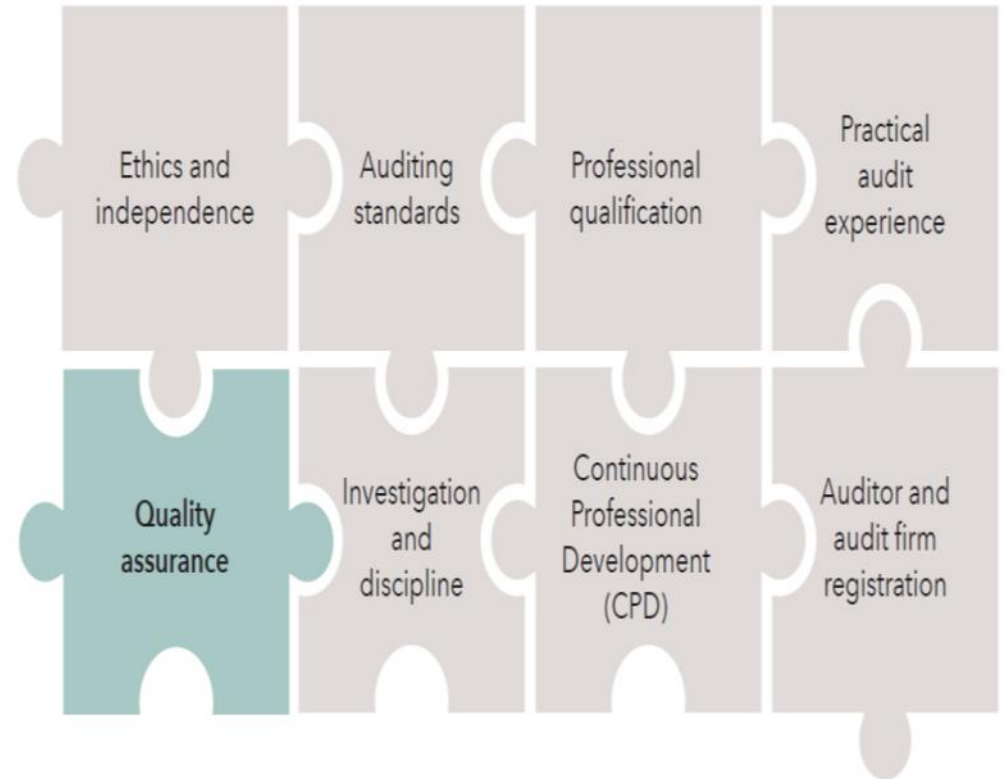 Ethics and
independence
Auditing
standards
Professional
qualification
Practical
audit
experience
Quality
assurance
Investigation
and
discipline
Continuous
Professional
Development
(CPD)
Auditor and
audit firm
registration